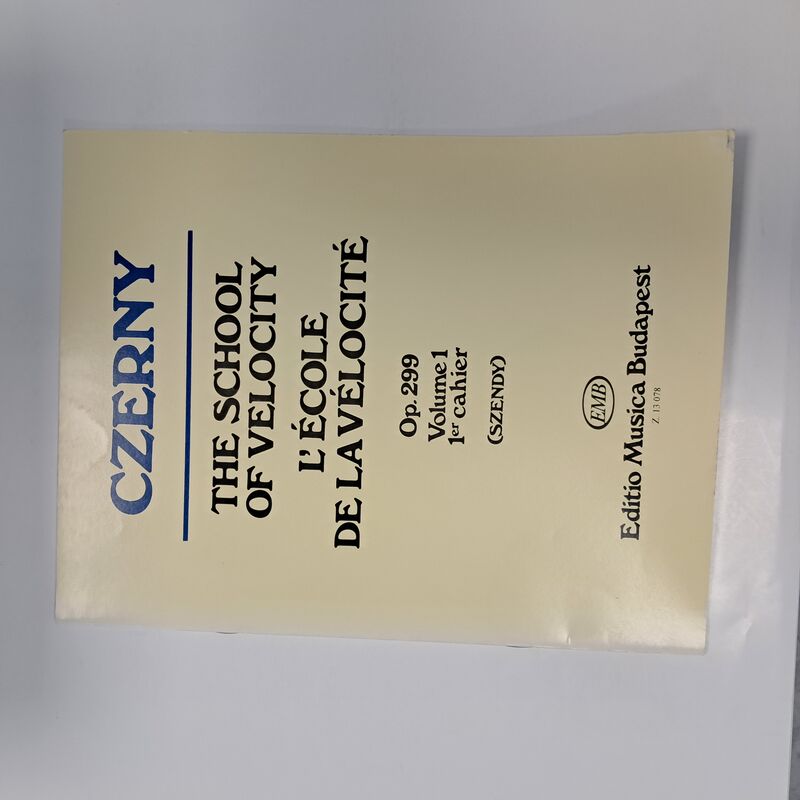 CZERNY
THE SCHOOL
OF VELOCITY
L'ÉCOLE
DE LA VÉLOCITÉ
Op. 299
Volume 1
1er cahier
(SZENDY)
EMB
Editio Musica Budapest
Z. 13 078